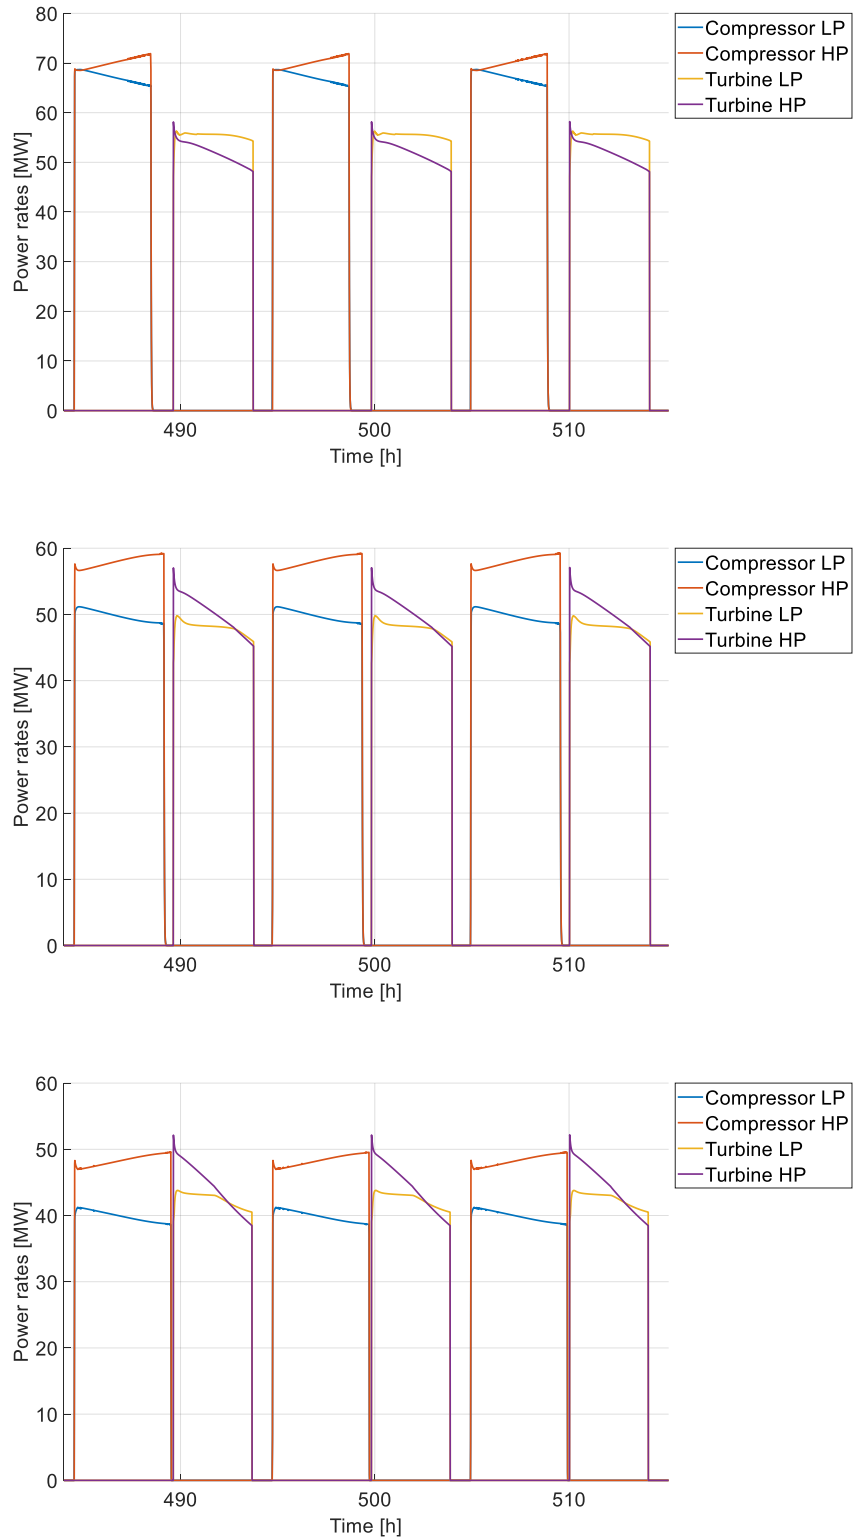 80
70
60
50
40
30
20
10
0
Power rates [MW]
490
500
510
Time [h]
Compressor LP
Compressor HP
Turbine LP
Turbine HP
60
50
40
30
20
10
0
Power rates [MW]
490
500
510
Time [h]
Compressor LP
Compressor HP
Turbine LP
Turbine HP
60
50
40
30
20
10
0
Power rates [MW]
490
500
510
Time [h]
Compressor LP
Compressor HP
Turbine LP
Turbine HP